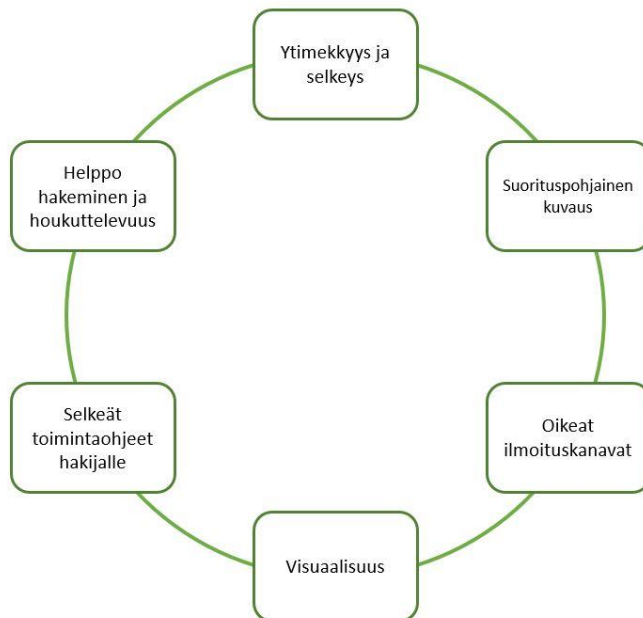 Ytimekkyys ja
selkeys
Suorituspohjainen
kuvaus
Oikeat
ilmoituskanavat
Visuaalisuus
Selkeät
toimintaohjeet
hakijalle
Helppo
hakeminen ja
houkuttelevuus